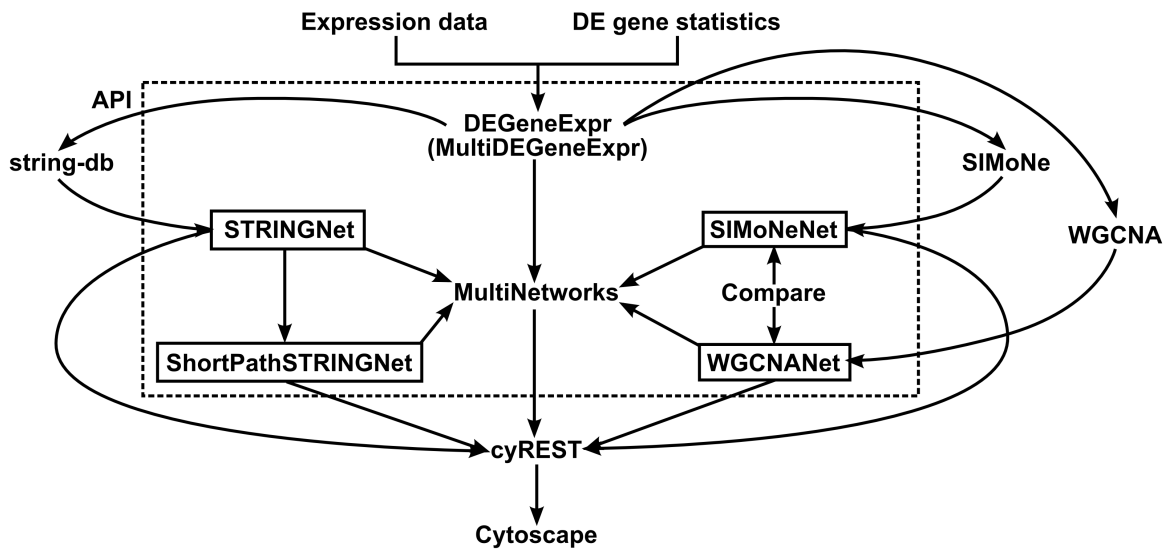 Expression data
DE gene statistics
API
DEGeneExpr
(MultiDEGeneExpr)
string-db
SIMoNe
STRINGNet
SIMoNeNet
WGCNA
MultiNetworks
Compare
ShortPathSTRINGNet
WGCNANet
cyREST
Cytoscape